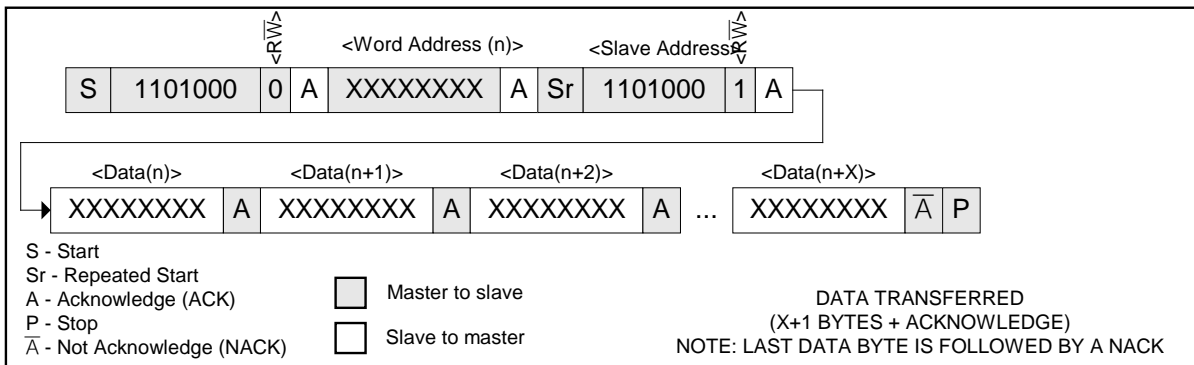 <RW̅> <RW̅>
<Word Address (n)> <Slave Address>
S 1101000 0 A XXXXXXXX A Sr 1101000 1 A
<Data(n)> <Data(n+1)> <Data(n+2)> <Data(n+X)>
XXXXXXXX A XXXXXXXX A XXXXXXXX A ... XXXXXXXX A̅ P
S - Start
Sr - Repeated Start
A - Acknowledge (ACK)
P - Stop
A̅ - Not Acknowledge (NACK)
Master to slave
Slave to master
DATA TRANSFERRED
(X+1 BYTES + ACKNOWLEDGE)
NOTE: LAST DATA BYTE IS FOLLOWED BY A NACK